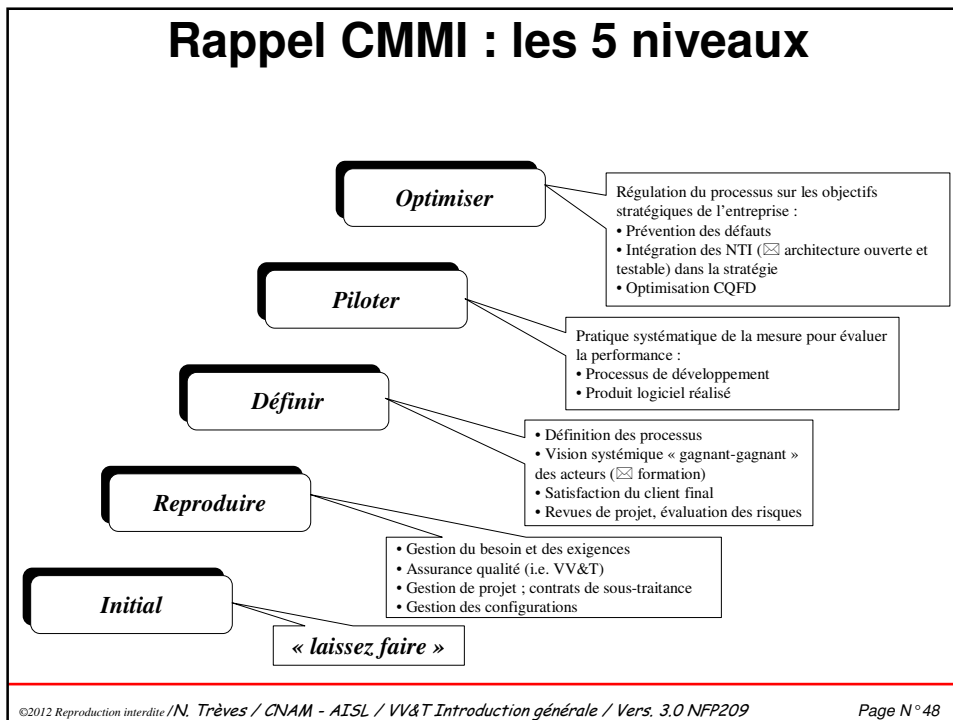 Rappel CMMI : les 5 niveaux
Optimiser
Régulation du processus sur les objectifs
stratégiques de l'entreprise :
• Prévention des défauts
• Intégration des NTI (✉ architecture ouverte et
testable) dans la stratégie
• Optimisation CQFD
Piloter
Pratique systématique de la mesure pour évaluer
la performance :
• Processus de développement
• Produit logiciel réalisé
Définir
• Définition des processus
• Vision systémique « gagnant-gagnant »
des acteurs (✉ formation)
• Satisfaction du client final
• Revues de projet, évaluation des risques
Reproduire
• Gestion du besoin et des exigences
• Assurance qualité (i.e. VV&T)
• Gestion de projet ; contrats de sous-traitance
• Gestion des configurations
Initial
« laissez faire »
©2012 Reproduction interdite /N. Trèves / CNAM - AISL / VV&T Introduction générale / Vers. 3.0 NFP209 Page N° 48